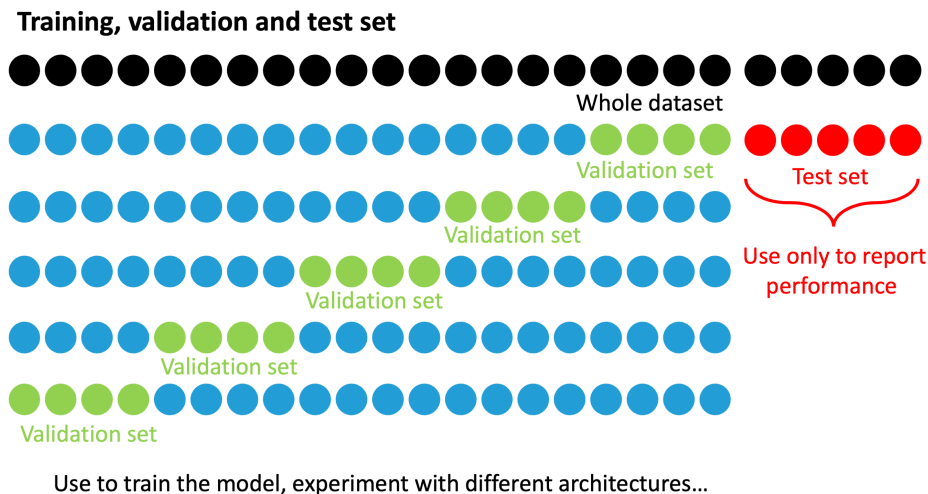 Training, validation and test set
Whole dataset
Validation set
Test set
Validation set
Use only to report
performance
Validation set
Validation set
Validation set
Use to train the model, experiment with different architectures…